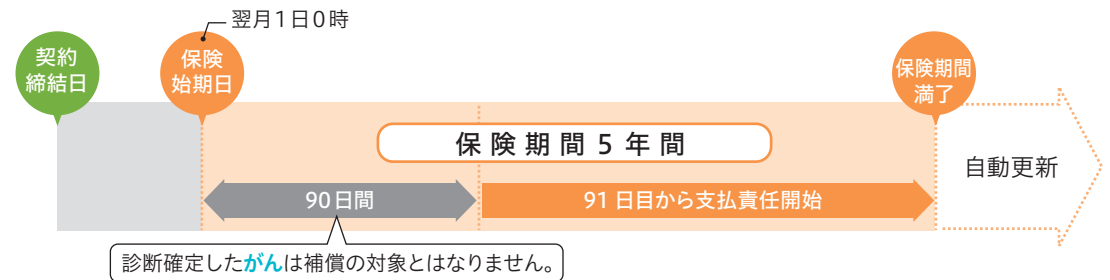 翌月1日0時
契約
締結日
保険
始期日
保険期間
満了
保険期間5年間
自動更新
90日間
91日目から支払責任開始
診断確定したがんは補償の対象とはなりません。